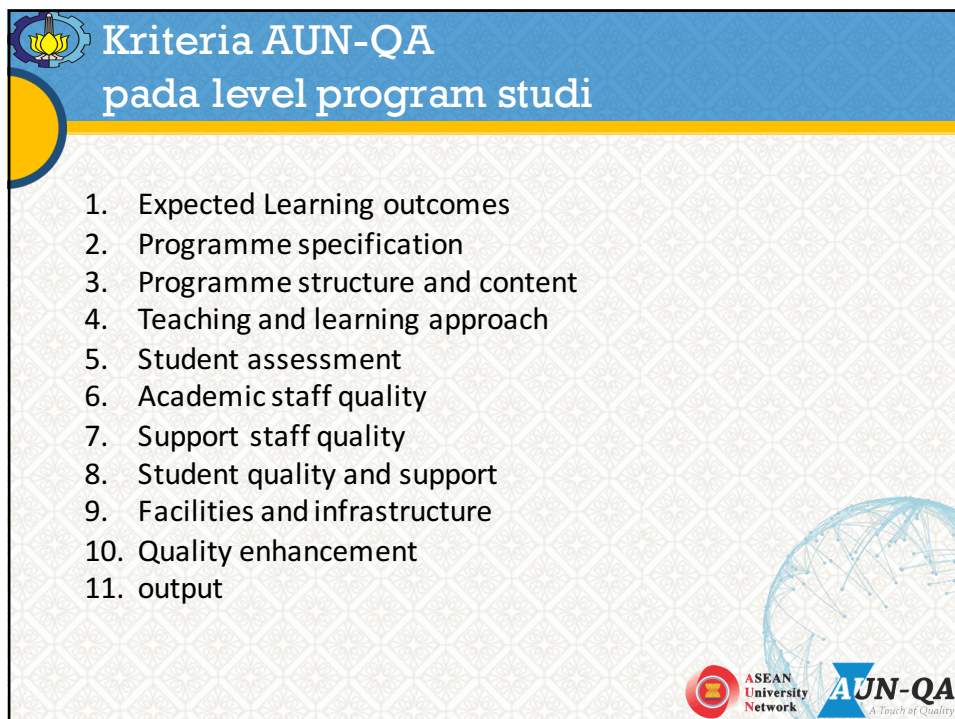 Kriteria AUN-QA
pada level program studi
1. Expected Learning outcomes
2. Programme specification
3. Programme structure and content
4. Teaching and learning approach
5. Student assessment
6. Academic staff quality
7. Support staff quality
8. Student quality and support
9. Facilities and infrastructure
10. Quality enhancement
11. output
ASEAN
University
Network
AUN-QA
A Touch of Quality